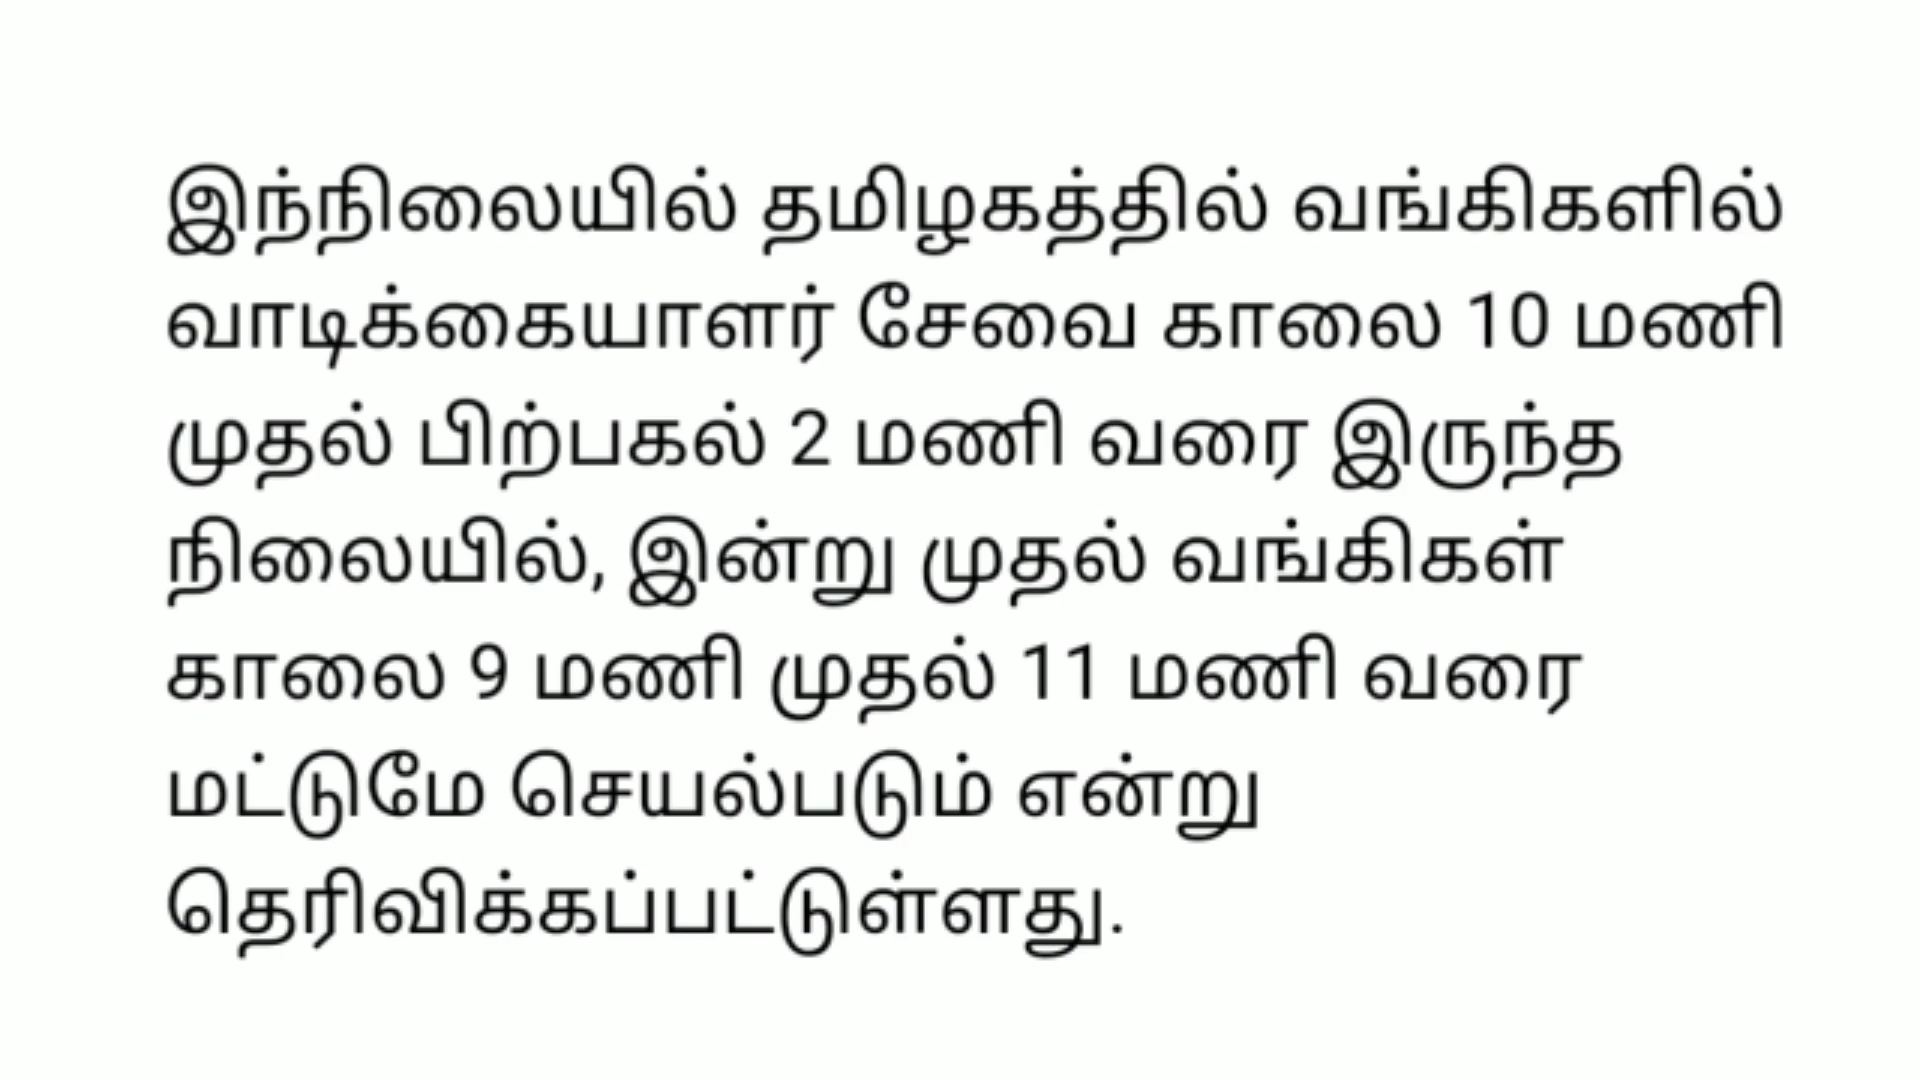 இந்நிலையில் தமிழகத்தில் வங்கிகளில்
வாடிக்கையாளர் சேவை காலை 10 மணி
முதல் பிற்பகல் 2 மணி வரை இருந்த
நிலையில், இன்று முதல் வங்கிகள்
காலை 9 மணி முதல் 11 மணி வரை
மட்டுமே செயல்படும் என்று
தெரிவிக்கப்பட்டுள்ளது.